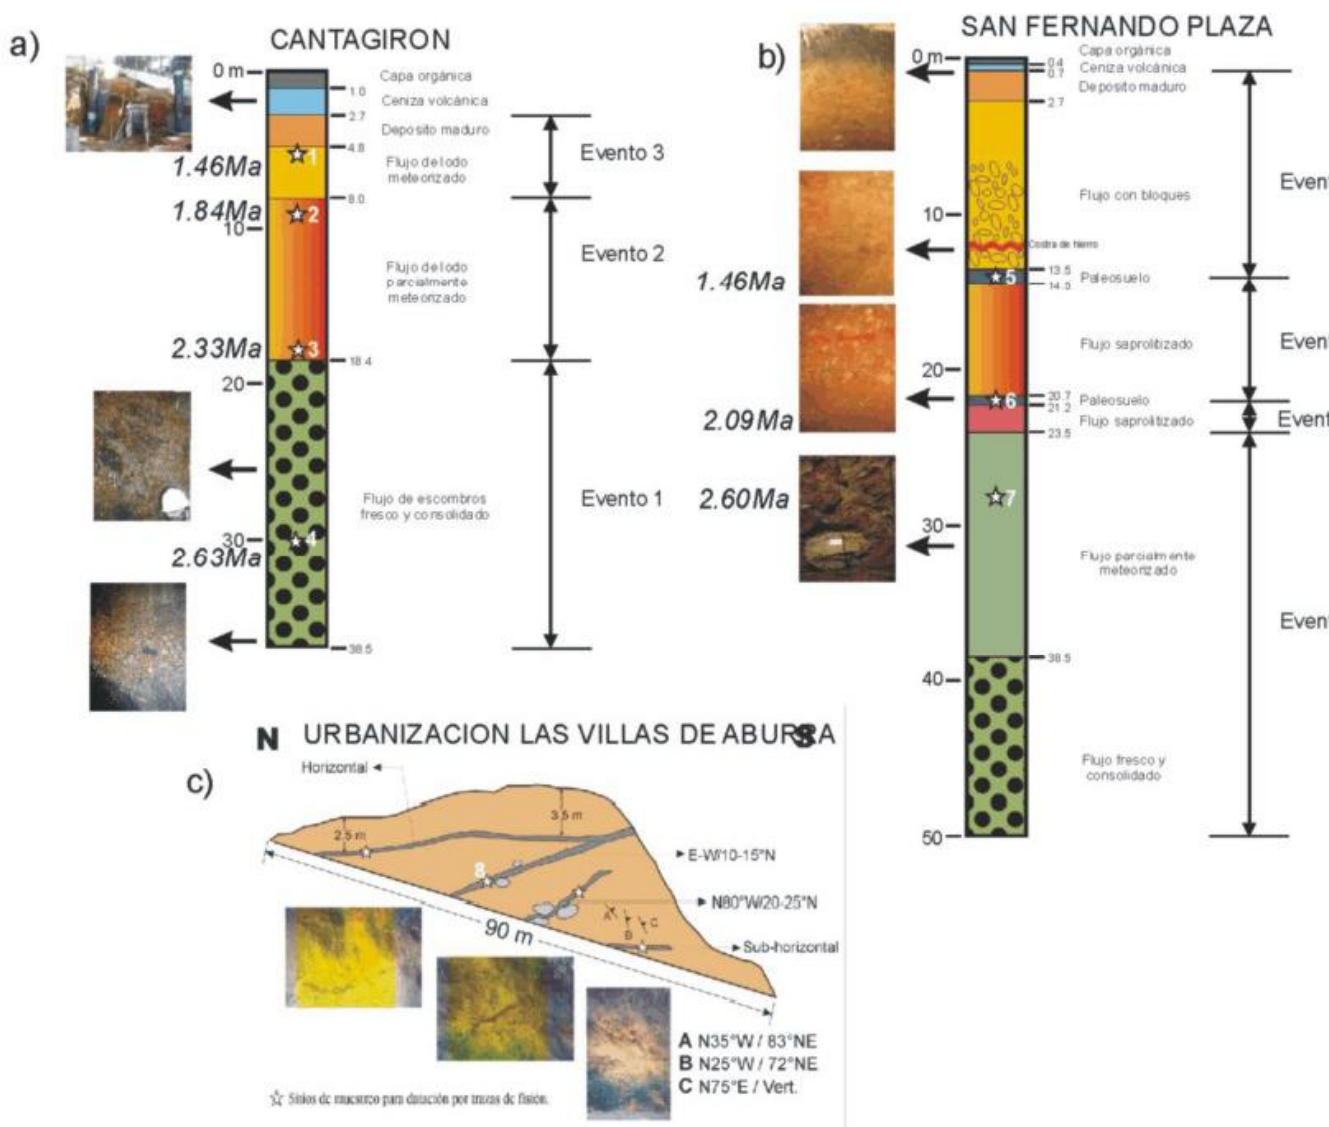 a)
CANTAGIRON
0 m
Capa orgánica
1.0
Ceniza volcánica
2.7
Deposito maduro
4.8
1
1.46Ma
Flujo de lodo
meteorizado
Evento 3
8.0
1.84Ma
2
10
Flujo de lodo
parcialmente
meteorizado
Evento 2
2.33Ma
3
18.4
20
Flujo de escombros
fresco y consolidado
Evento 1
30
4
2.63Ma
38.5
b)
SAN FERNANDO PLAZA
0 m
Capa orgánica
0.4
Ceniza volcánica
0.7
Deposito maduro
2.7
Flujo con bloques
Event
10
Costra de hierro
13.5
5
Paleosuelo
1.46Ma
Flujo saprolitizado
Event
20
20.7
6
Paleosuelo
21.2
2.09Ma
Flujo saprolitizado
Event
23.5
2.60Ma
7
30
Flujo parcialmente
meteorizado
Event
38.5
40
Flujo fresco y
consolidado
50
c)
N URBANIZACION LAS VILLAS DE ABURRA S
Horizontal
2.5 m
3.5 m
E-W/10-15°N
8
N80°W/20-25°N
A
B
C
90 m
Sub-horizontal
A N35°W / 83°NE
B N25°W / 72°NE
C N75°E / Vert.
Sitios de muestreo para datación por trazas de fisión.